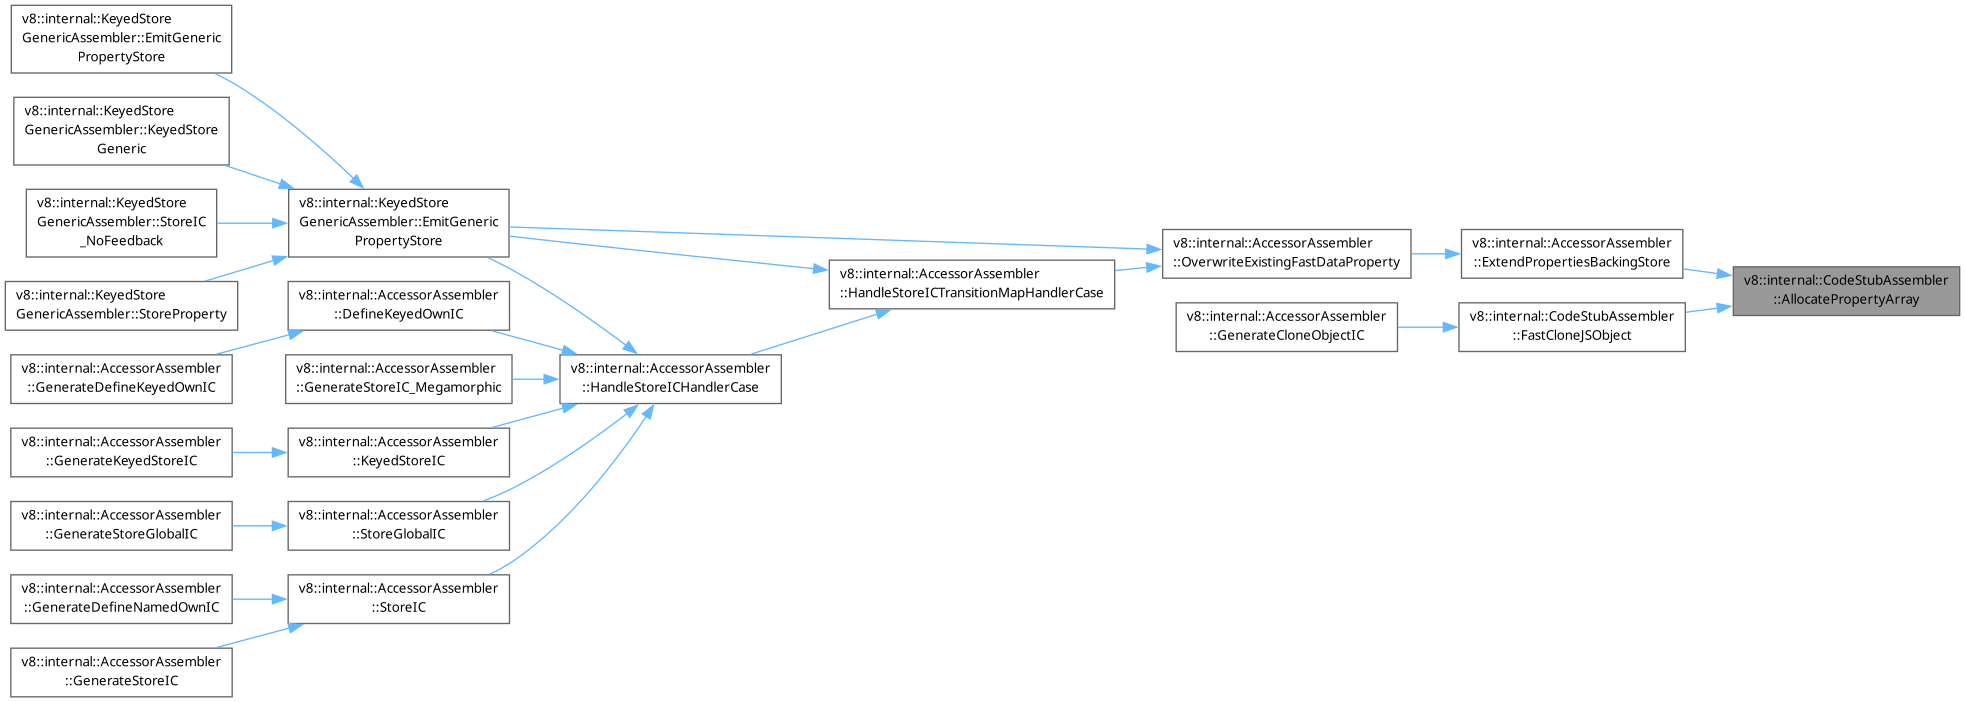 v8::internal::KeyedStore
GenericAssembler::EmitGeneric
PropertyStore
v8::internal::KeyedStore
GenericAssembler::KeyedStore
Generic
v8::internal::KeyedStore
GenericAssembler::StoreIC
_NoFeedback
v8::internal::KeyedStore
GenericAssembler::StoreProperty
v8::internal::AccessorAssembler
::GenerateDefineKeyedOwnIC
v8::internal::AccessorAssembler
::GenerateKeyedStoreIC
v8::internal::AccessorAssembler
::GenerateStoreGlobalIC
v8::internal::AccessorAssembler
::GenerateDefineNamedOwnIC
v8::internal::AccessorAssembler
::GenerateStoreIC
v8::internal::KeyedStore
GenericAssembler::EmitGeneric
PropertyStore
v8::internal::AccessorAssembler
::DefineKeyedOwnIC
v8::internal::AccessorAssembler
::GenerateStoreIC_Megamorphic
v8::internal::AccessorAssembler
::KeyedStoreIC
v8::internal::AccessorAssembler
::StoreGlobalIC
v8::internal::AccessorAssembler
::StoreIC
v8::internal::AccessorAssembler
::HandleStoreICHandlerCase
v8::internal::AccessorAssembler
::HandleStoreICTransitionMapHandlerCase
v8::internal::AccessorAssembler
::OverwriteExistingFastDataProperty
v8::internal::AccessorAssembler
::GenerateCloneObjectIC
v8::internal::AccessorAssembler
::ExtendPropertiesBackingStore
v8::internal::CodeStubAssembler
::FastCloneJSObject
v8::internal::CodeStubAssembler
::AllocatePropertyArray